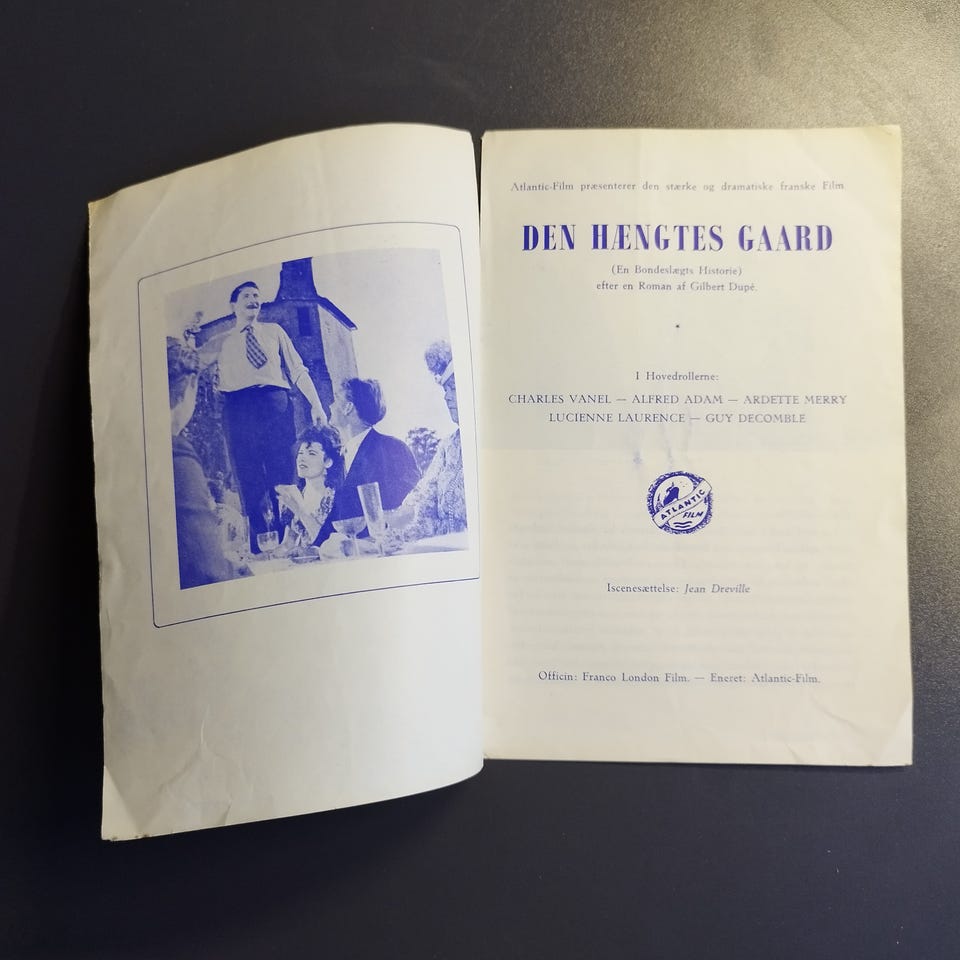 Atlantic-Film præsenterer den stærke og dramatiske franske Film
DEN HÆNGTES GAARD
(En Bondeslægts Historie)
efter en Roman af Gilbert Dupé.
I Hovedrollerne:
CHARLES VANEL — ALFRED ADAM — ARDETTE MERRY
LUCIENNE LAURENCE — GUY DECOMBLE
ATLANTIC
FILM
Iscenesættelse: Jean Dreville
Officin: Franco London Film. — Eneret: Atlantic-Film.